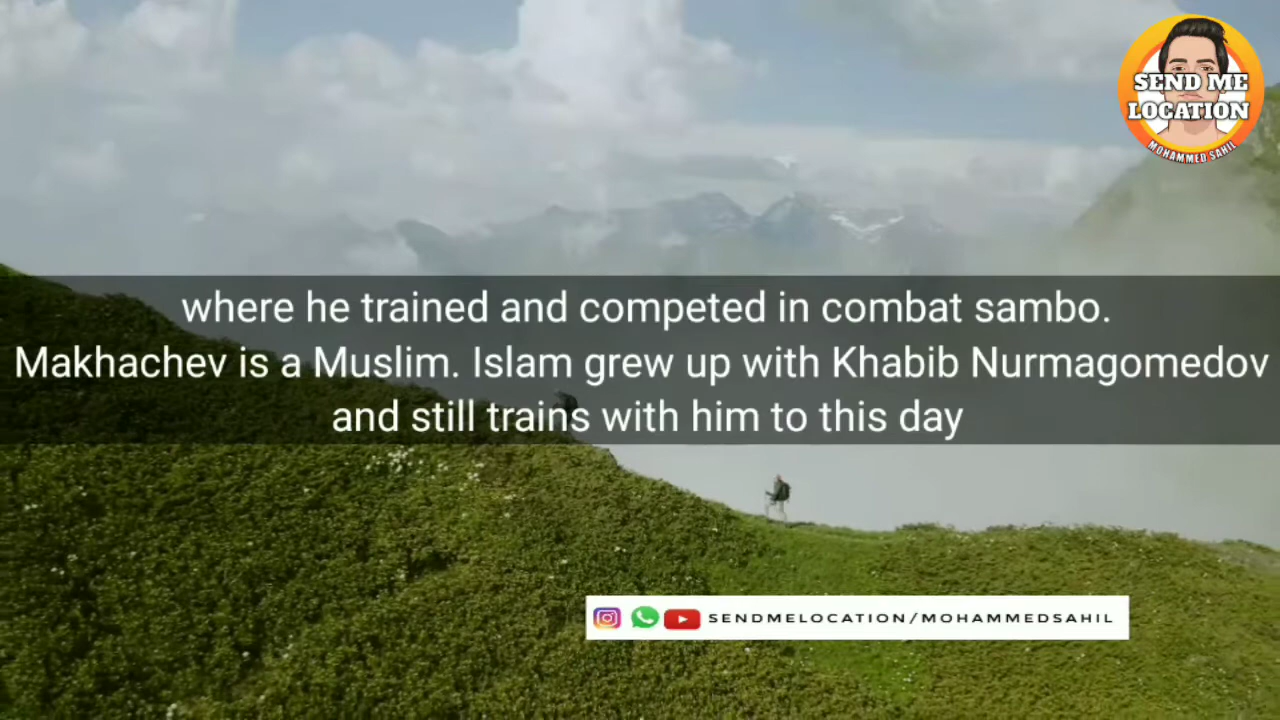 SEND ME
LOCATION
MOHAMMED SAHIL
where he trained and competed in combat sambo.
Makhachev is a Muslim. Islam grew up with Khabib Nurmagomedov
and still trains with him to this day
SENDMELOCATION/MOHAMMEDSAHIL